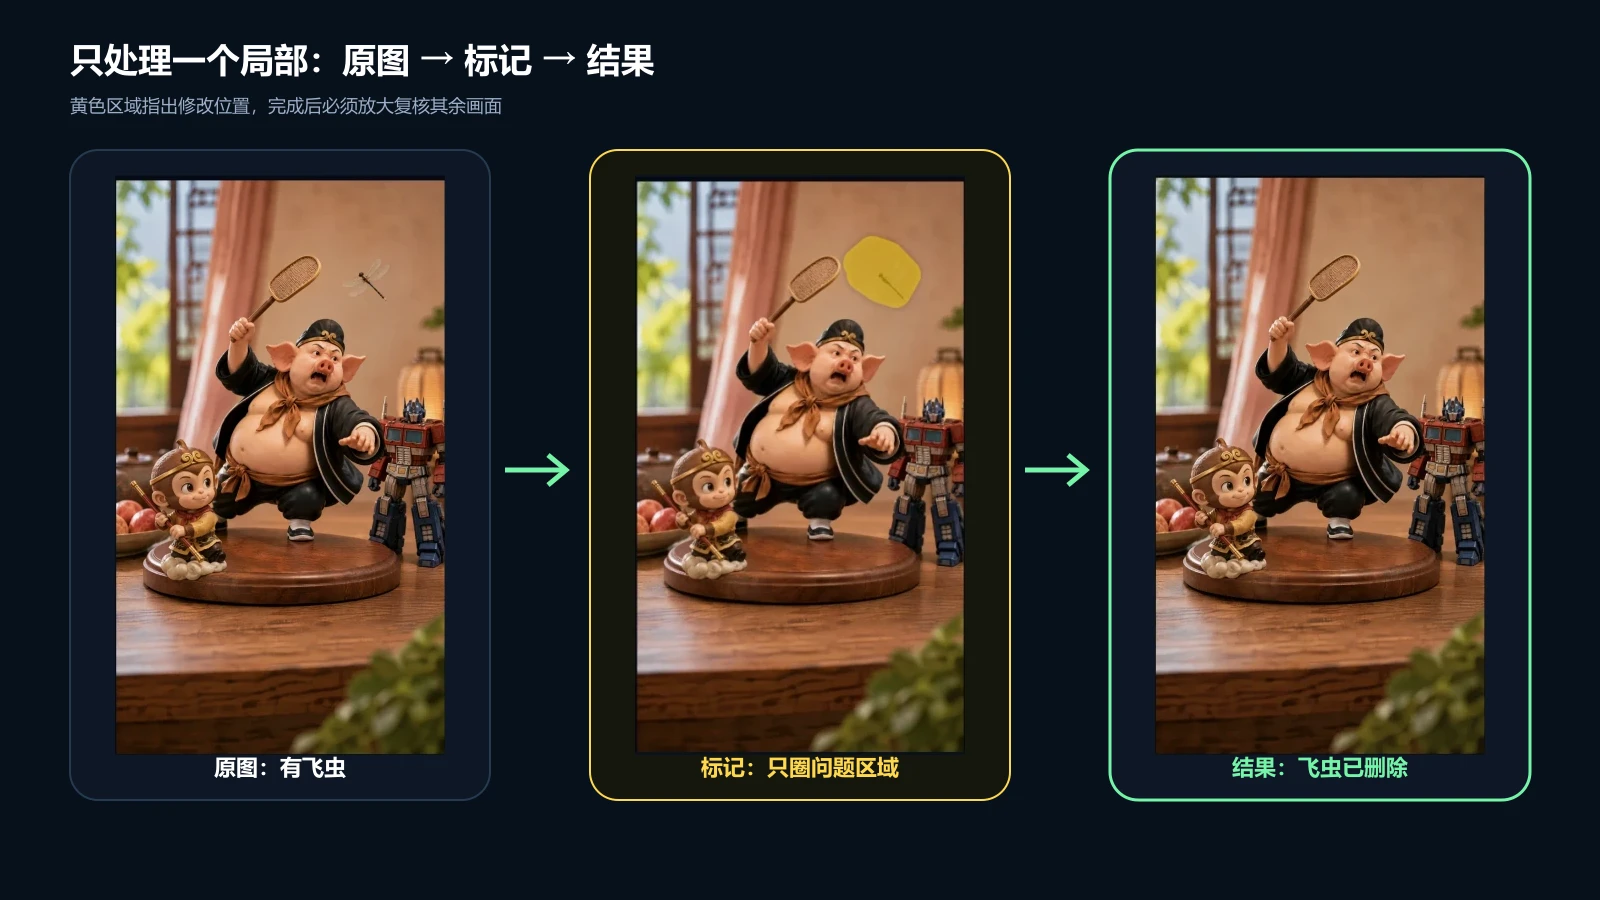 只处理一个局部：原图 → 标记 → 结果
黄色区域指出修改位置，完成后必须放大复核其余画面
原图：有飞虫
标记：只圈问题区域
结果：飞虫已删除